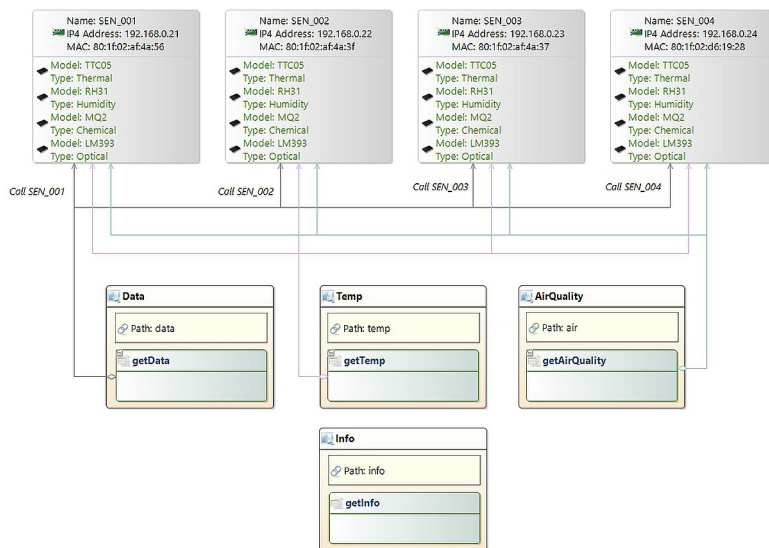 Name: SEN_001
IP4 Address: 192.168.0.21
MAC: 80:1f:02:af:4a:56
Model: TTC05
Type: Thermal
Model: RH31
Type: Humidity
Model: MQ2
Type: Chemical
Model: LM393
Type: Optical
Name: SEN_002
IP4 Address: 192.168.0.22
MAC: 80:1f:02:af:4a:3f
Model: TTC05
Type: Thermal
Model: RH31
Type: Humidity
Model: MQ2
Type: Chemical
Model: LM393
Type: Optical
Name: SEN_003
IP4 Address: 192.168.0.23
MAC: 80:1f:02:af:4a:37
Model: TTC05
Type: Thermal
Model: RH31
Type: Humidity
Model: MQ2
Type: Chemical
Model: LM393
Type: Optical
Name: SEN_004
IP4 Address: 192.168.0.24
MAC: 80:1f:02:d6:19:28
Model: TTC05
Type: Thermal
Model: RH31
Type: Humidity
Model: MQ2
Type: Chemical
Model: LM393
Type: Optical
Call SEN_001
Call SEN_002
Call SEN_003
Call SEN_004
Data
Path: data
getData
Temp
Path: temp
getTemp
AirQuality
Path: air
getAirQuality
Info
Path: info
getInfo